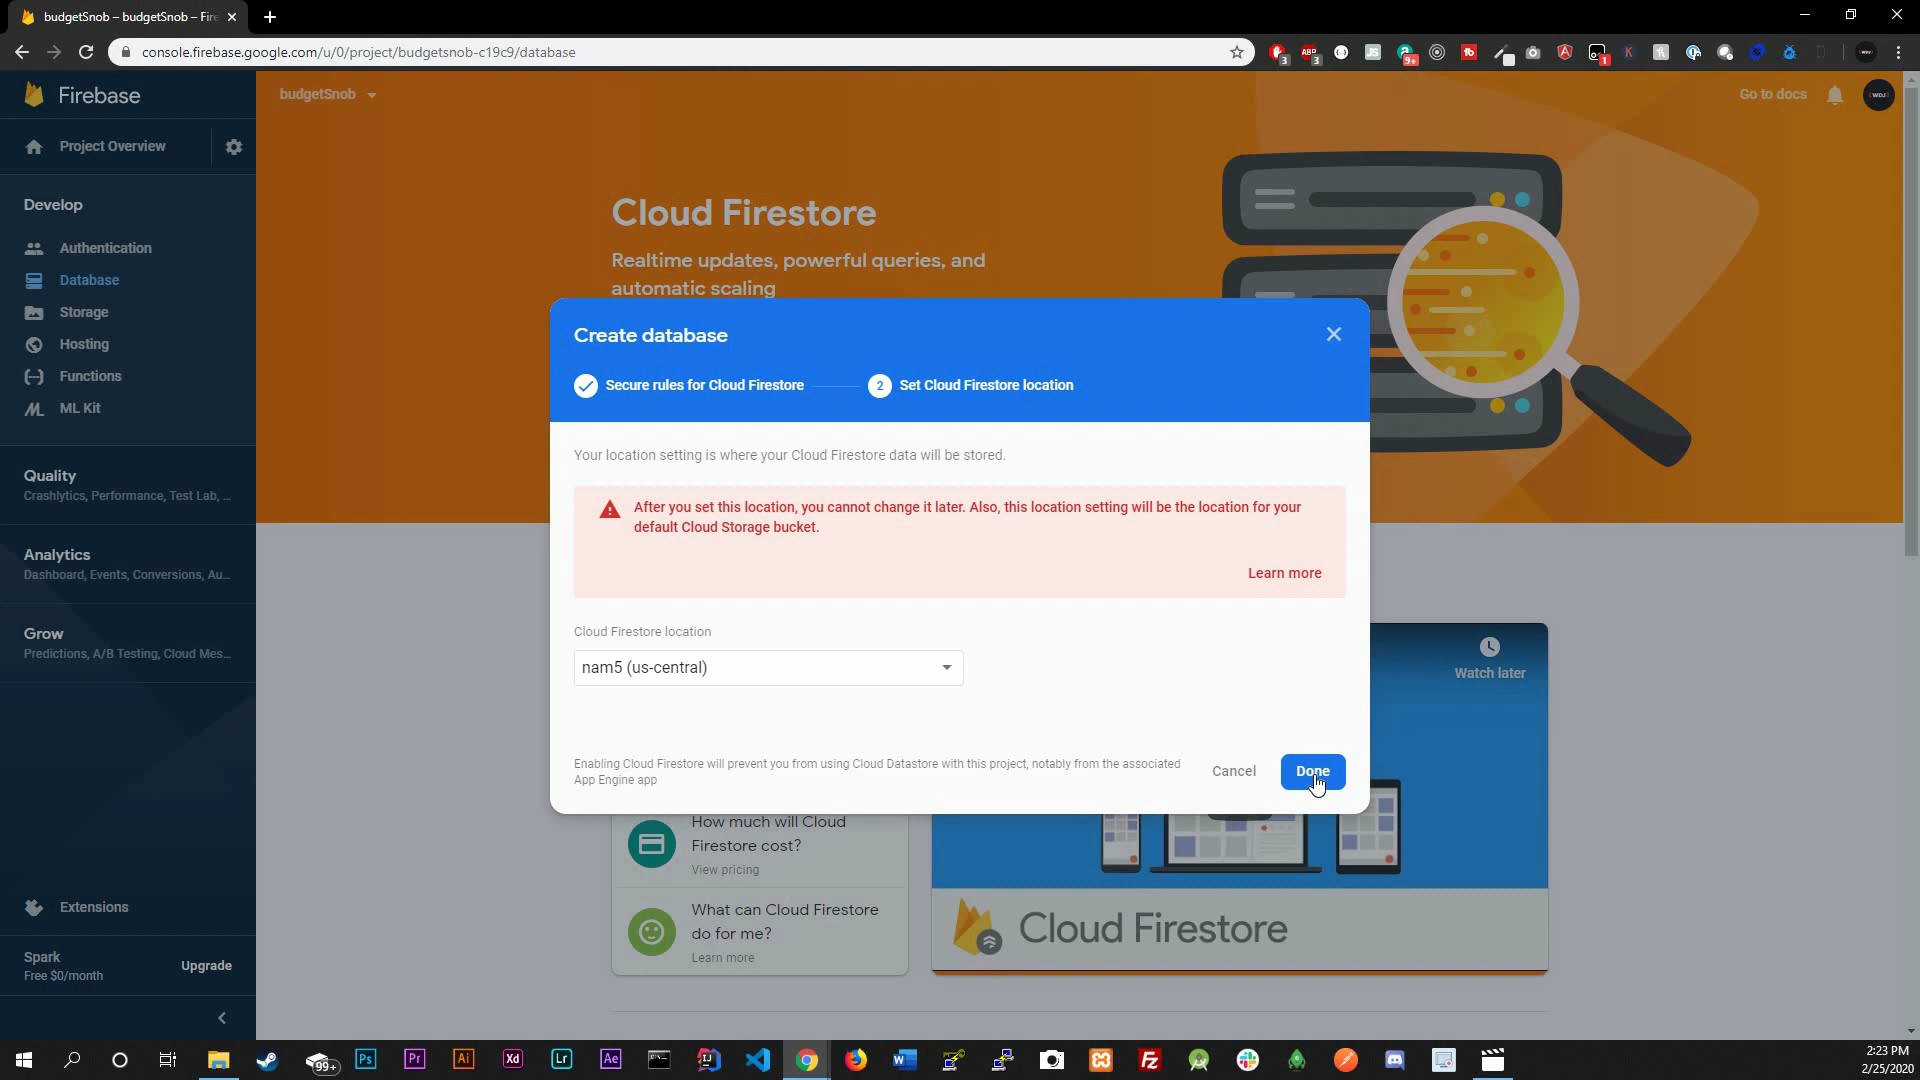 budgetSnob – budgetSnob – Fire
console.firebase.google.com/u/0/project/budgetsnob-c19c9/database
Firebase
budgetSnob
Go to docs
Project Overview
Develop
Authentication
Database
Storage
Hosting
Functions
ML Kit
Quality
Crashlytics, Performance, Test Lab, ...
Analytics
Dashboard, Events, Conversions, Au...
Grow
Predictions, A/B Testing, Cloud Mes...
Extensions
Spark
Free $0/month
Upgrade
Cloud Firestore
Realtime updates, powerful queries, and
automatic scaling
Create database
Secure rules for Cloud Firestore
2
Set Cloud Firestore location
Your location setting is where your Cloud Firestore data will be stored.
After you set this location, you cannot change it later. Also, this location setting will be the location for your
default Cloud Storage bucket.
Learn more
Cloud Firestore location
nam5 (us-central)
Enabling Cloud Firestore will prevent you from using Cloud Datastore with this project, notably from the associated
App Engine app
Cancel
Done
Watch later
How much will Cloud
Firestore cost?
View pricing
What can Cloud Firestore
do for me?
Learn more
Cloud Firestore
99+
Ps
Pr
Ai
Xd
Lr
Ae
2:23 PM
2/25/2020